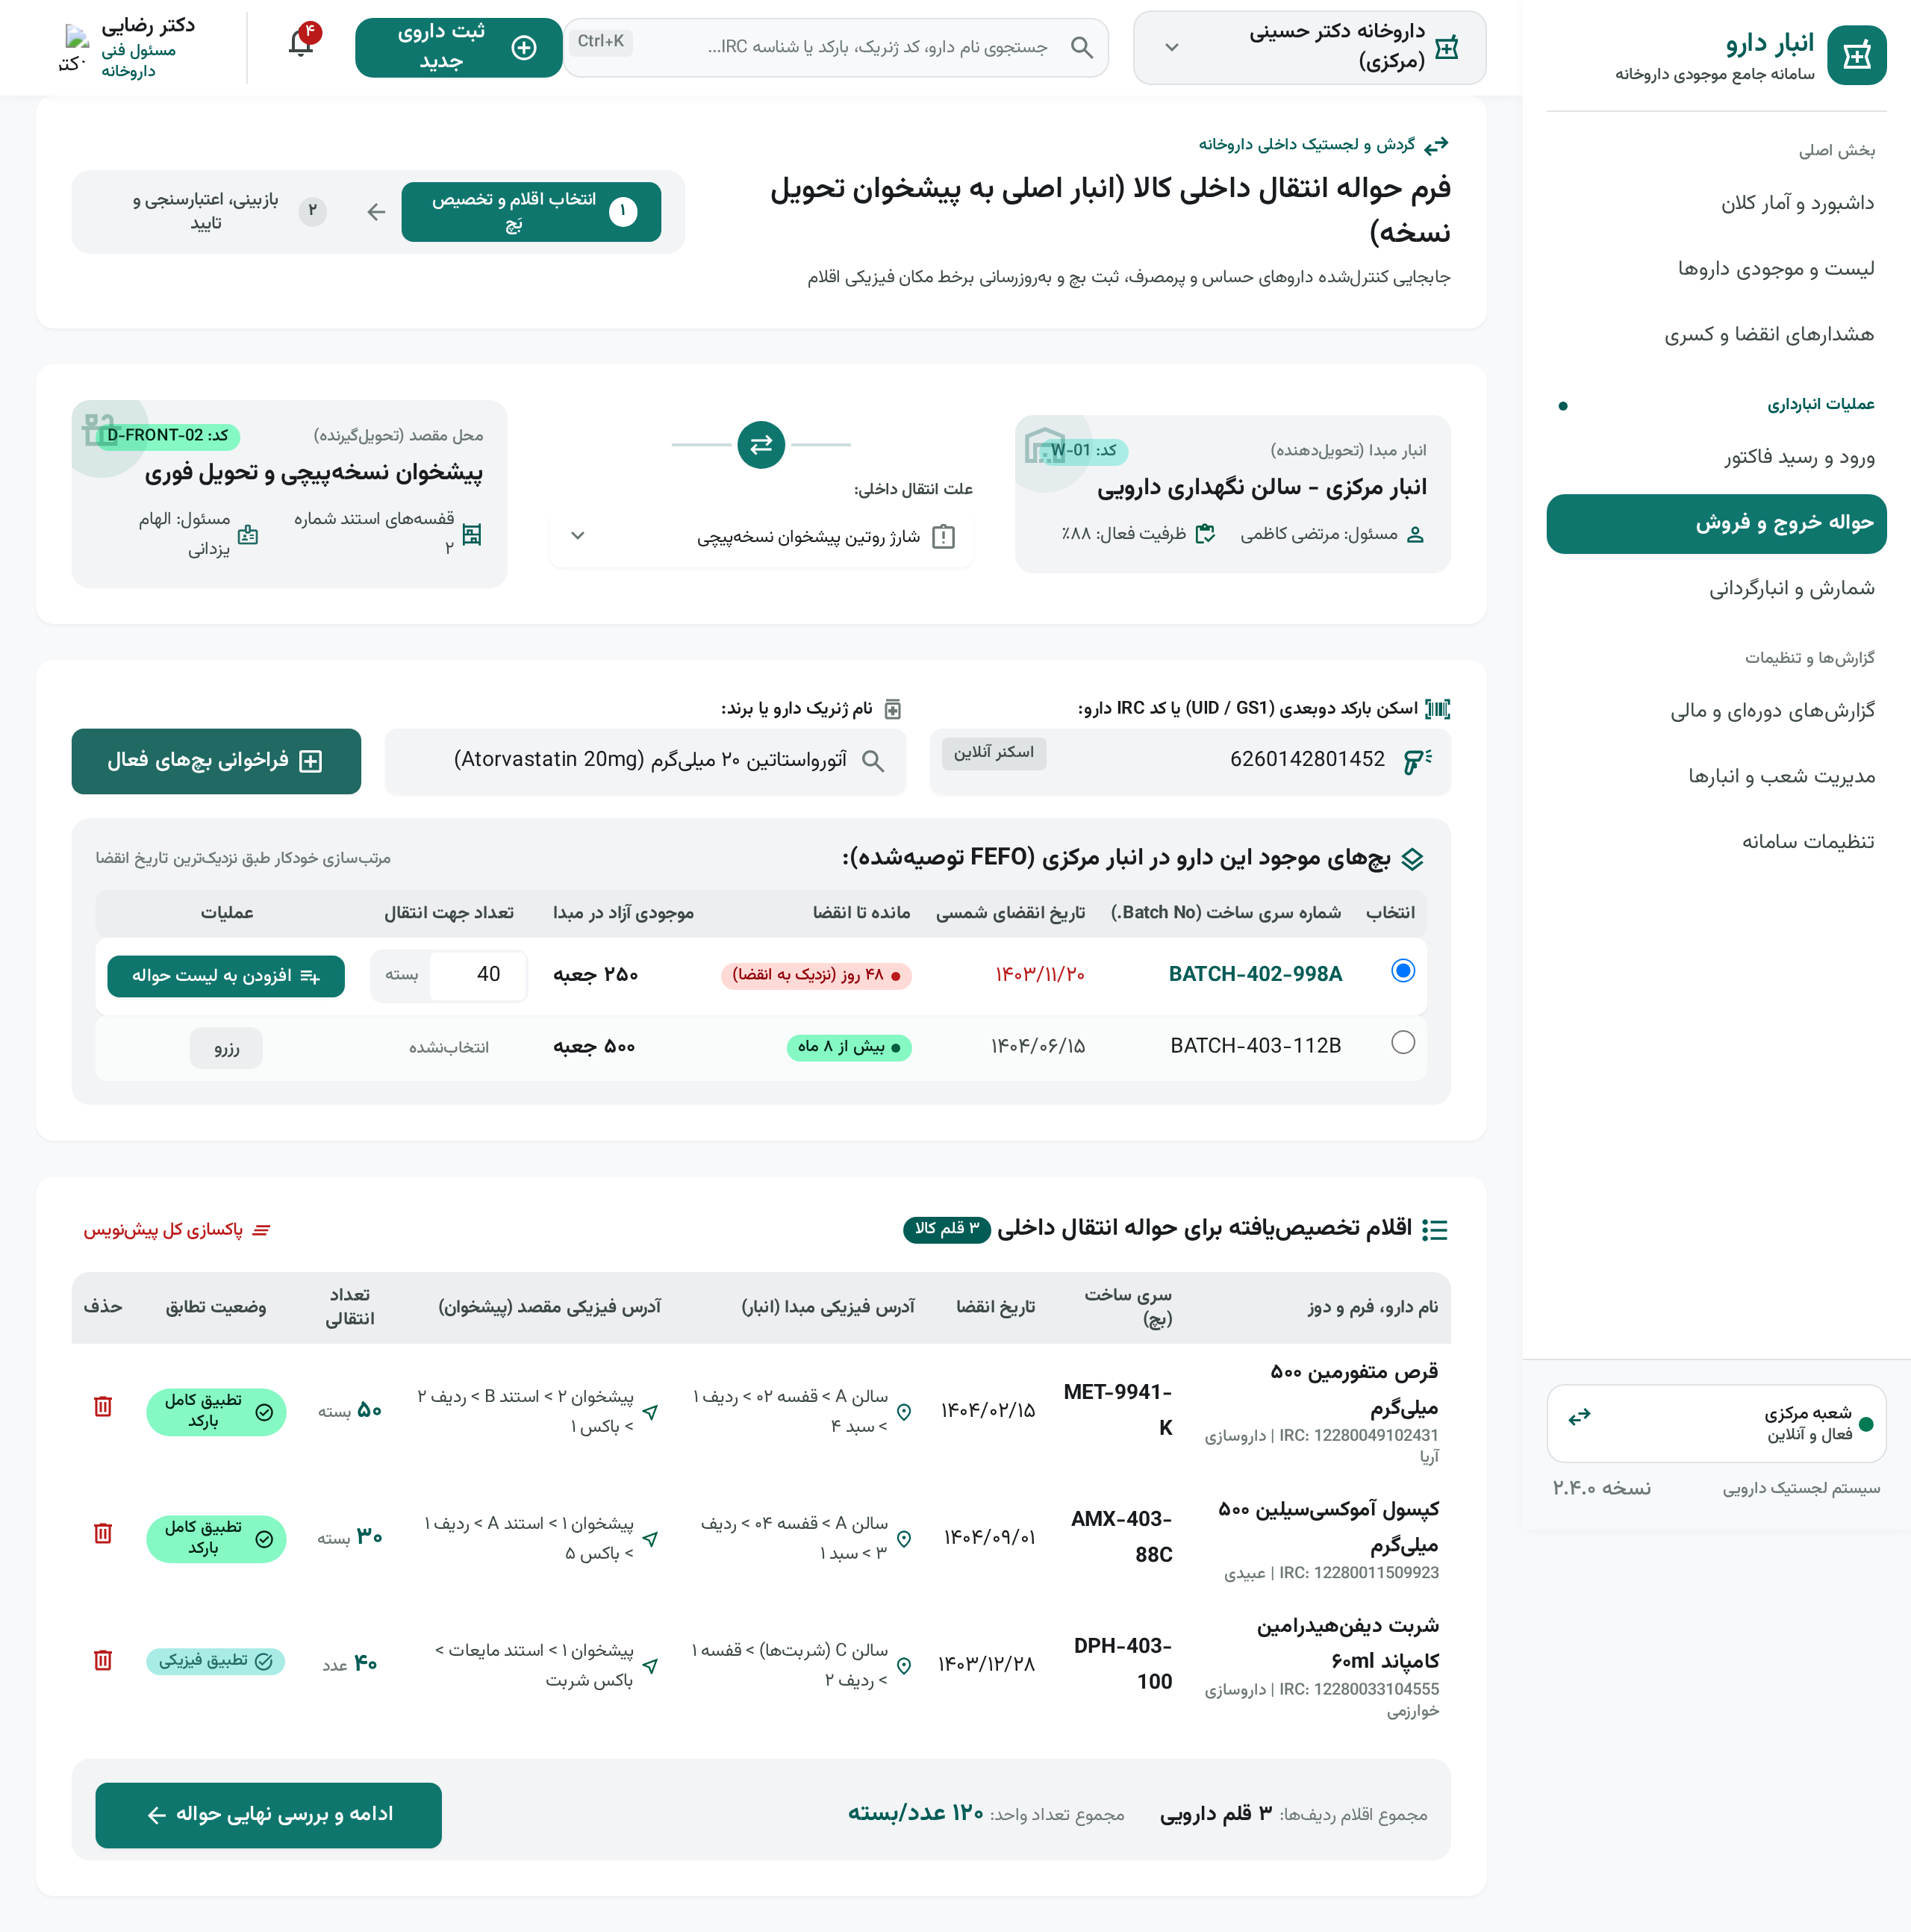 انبار دارو
سامانه جامع موجودی داروخانه
بخش اصلی
داشبورد و آمار کلان
لیست و موجودی داروها
هشدارهای انقضا و کسری
عملیات انبارداری
ورود و رسید فاکتور
حواله خروج و فروش
شمارش و انبارگردانی
گزارش‌ها و تنظیمات
گزارش‌های دوره‌ای و مالی
مدیریت شعب و انبارها
تنظیمات سامانه
شعبه مرکزی
فعال و آنلاین
سیستم لجستیک دارویی
نسخه ۲.۴.۰
داروخانه دکتر حسینی
(مرکزی)
جستجوی نام دارو، کد ژنریک، بارکد یا شناسه IRC...
Ctrl+K
ثبت داروی
جدید
۴
دکتر رضایی
مسئول فنی
داروخانه
گردش و لجستیک داخلی داروخانه
فرم حواله انتقال داخلی کالا (انبار اصلی به پیشخوان تحویل
نسخه)
جابجایی کنترل‌شده داروهای حساس و پرمصرف، ثبت بچ و به‌روزرسانی برخط مکان فیزیکی اقلام
۱
انتخاب اقلام و تخصیص
بَچ
۲
بازبینی، اعتبارسنجی و
تایید
انبار مبدا (تحویل‌دهنده)
کد: W-01
انبار مرکزی - سالن نگهداری دارویی
مسئول: مرتضی کاظمی
ظرفیت فعال: ۸۸٪
علت انتقال داخلی:
شارژ روتین پیشخوان نسخه‌پیچی
محل مقصد (تحویل‌گیرنده)
کد: D-FRONT-02
پیشخوان نسخه‌پیچی و تحویل فوری
قفسه‌های استند شماره
۲
مسئول: الهام
یزدانی
اسکن بارکد دوبعدی (UID / GS1) یا کد IRC دارو:
6260142801452
اسکنر آنلاین
نام ژنریک دارو یا برند:
آتورواستاتین ۲۰ میلی‌گرم (Atorvastatin 20mg)
فراخوانی بچ‌های فعال
بچ‌های موجود این دارو در انبار مرکزی (FEFO توصیه‌شده):
مرتب‌سازی خودکار طبق نزدیک‌ترین تاریخ انقضا
انتخاب
شماره سری ساخت (Batch No.)
تاریخ انقضای شمسی
مانده تا انقضا
موجودی آزاد در مبدا
تعداد جهت انتقال
عملیات
BATCH-402-998A
۱۴۰۳/۱۱/۲۰
۴۸ روز (نزدیک به انقضا)
۲۵۰ جعبه
40
بسته
افزودن به لیست حواله
BATCH-403-112B
۱۴۰۴/۰۶/۱۵
بیش از ۸ ماه
۵۰۰ جعبه
انتخاب‌نشده
رزرو
اقلام تخصیص‌یافته برای حواله انتقال داخلی
۳ قلم کالا
پاکسازی کل پیش‌نویس
نام دارو، فرم و دوز
سری ساخت
(بچ)
تاریخ انقضا
آدرس فیزیکی مبدا (انبار)
آدرس فیزیکی مقصد (پیشخوان)
تعداد
انتقالی
وضعیت تطابق
حذف
قرص متفورمین ۵۰۰
میلی‌گرم
IRC: 12280049102431 | داروسازی
آریا
MET-9941-
K
۱۴۰۴/۰۲/۱۵
سالن A > قفسه ۰۲ > ردیف ۱
> سبد ۴
پیشخوان ۲ > استند B > ردیف ۲
> باکس ۱
۵۰ بسته
تطبیق کامل
بارکد
کپسول آموکسی‌سیلین ۵۰۰
میلی‌گرم
IRC: 12280011509923 | عبیدی
AMX-403-
88C
۱۴۰۴/۰۹/۰۱
سالن A > قفسه ۰۴ > ردیف
۳ > سبد ۱
پیشخوان ۱ > استند A > ردیف ۱
> باکس ۵
۳۰ بسته
تطبیق کامل
بارکد
شربت دیفن‌هیدرامین
کامپاند ۶۰ml
IRC: 12280033104555 | داروسازی
خوارزمی
DPH-403-
100
۱۴۰۳/۱۲/۲۸
سالن C (شربت‌ها) > قفسه ۱
> ردیف ۲
پیشخوان ۱ > استند مایعات >
باکس شربت
۴۰ عدد
تطبیق فیزیکی
مجموع اقلام ردیف‌ها: ۳ قلم دارویی
مجموع تعداد واحد: ۱۲۰ عدد/بسته
ادامه و بررسی نهایی حواله